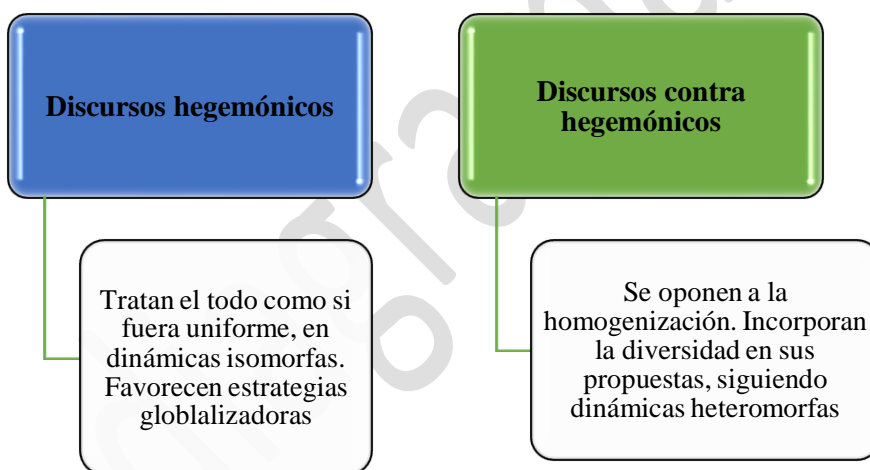 Discursos hegemónicos
Tratan el todo como si
fuera uniforme, en
dinámicas isomorfas.
Favorecen estrategias
globlalizadoras
Discursos contra
hegemónicos
Se oponen a la
homogenización. Incorporan
la diversidad en sus
propuestas, siguiendo
dinámicas heteromorfas